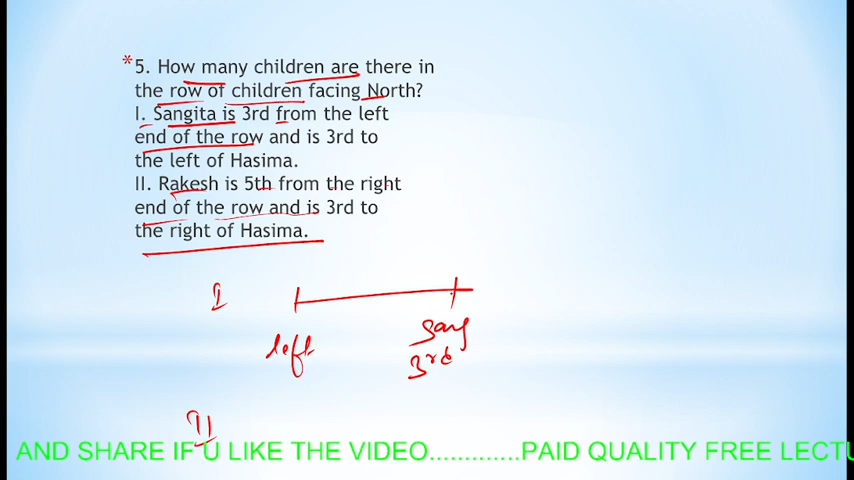 * 5. How many children are there in
the row of children facing North?
I. Sangita is 3rd from the left
end of the row and is 3rd to
the left of Hasima.
II. Rakesh is 5th from the right
end of the row and is 3rd to
the right of Hasima.
I
left
Sang
3rd
II
AND SHARE IF U LIKE THE VIDEO.............PAID QUALITY FREE LECTU